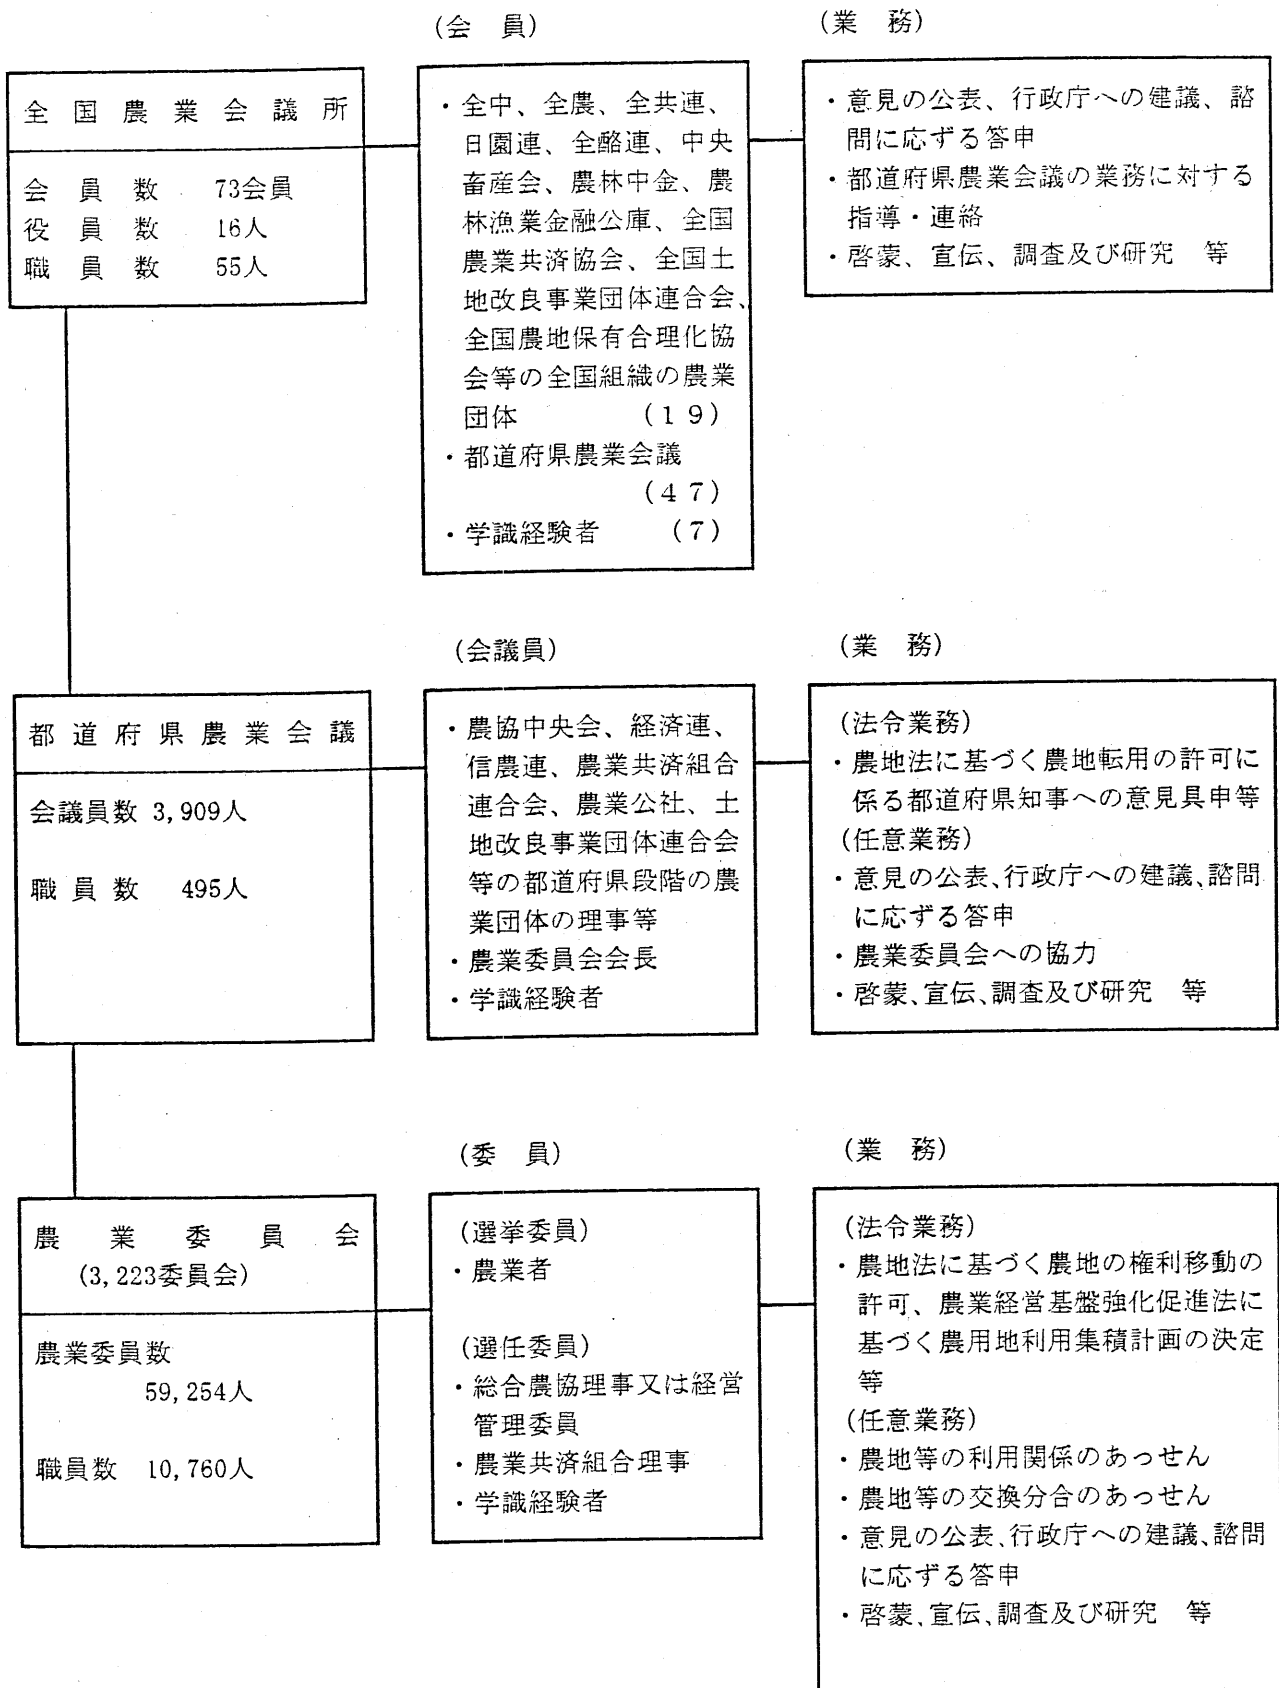 (会　員)
(業　務)
全国農業会議所
会員数　73会員
役員数　16人
職員数　55人
・全中、全農、全共連、
日園連、全酪連、中央
畜産会、農林中金、農
林漁業金融公庫、全国
農業共済協会、全国土
地改良事業団体連合会、
全国農地保有合理化協
会等の全国組織の農業
団体　(19)
・都道府県農業会議
(47)
・学識経験者　(7)
・意見の公表、行政庁への建議、諮
問に応ずる答申
・都道府県農業会議の業務に対する
指導・連絡
・啓蒙、宣伝、調査及び研究　等
(会議員)
(業　務)
都道府県農業会議
会議員数 3,909人
職員数　495人
・農協中央会、経済連、
信農連、農業共済組合
連合会、農業公社、土
地改良事業団体連合会
等の都道府県段階の農
業団体の理事等
・農業委員会会長
・学識経験者
(法令業務)
・農地法に基づく農地転用の許可に
係る都道府県知事への意見具申等
(任意業務)
・意見の公表、行政庁への建議、諮問
に応ずる答申
・農業委員会への協力
・啓蒙、宣伝、調査及び研究　等
(委　員)
(業　務)
農業委員会
(3,223委員会)
農業委員数
59,254人
職員数　10,760人
(選挙委員)
・農業者
(選任委員)
・総合農協理事又は経営
管理委員
・農業共済組合理事
・学識経験者
(法令業務)
・農地法に基づく農地の権利移動の
許可、農業経営基盤強化促進法に
基づく農用地利用集積計画の決定
等
(任意業務)
・農地等の利用関係のあっせん
・農地等の交換分合のあっせん
・意見の公表、行政庁への建議、諮問
に応ずる答申
・啓蒙、宣伝、調査及び研究　等